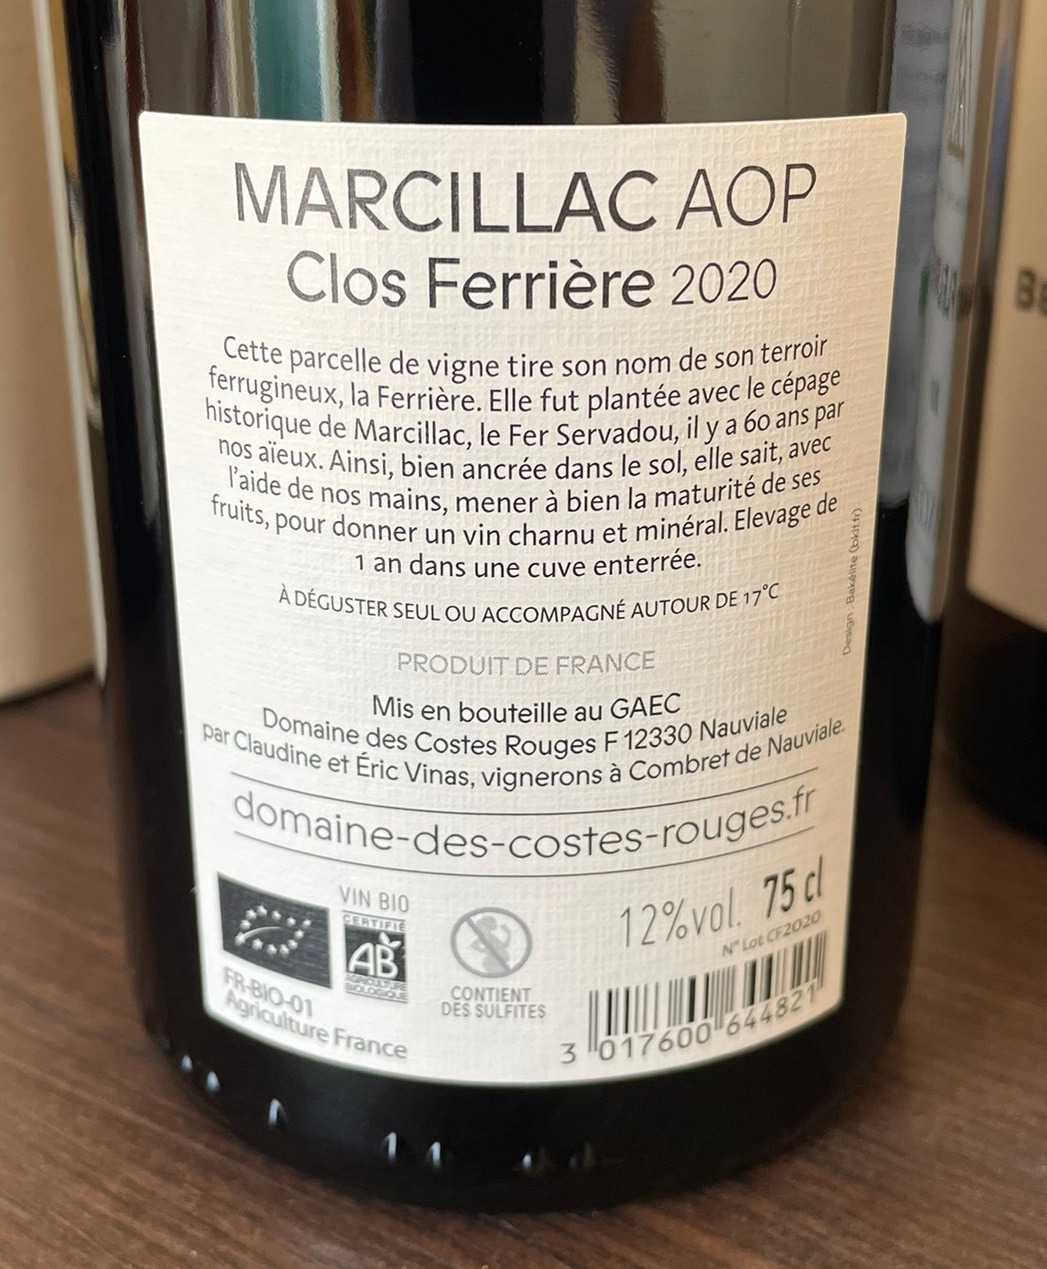 MARCILLAC AOP
Clos Ferrière 2020
Cette parcelle de vigne tire son nom de son terroir
ferrugineux, la Ferrière. Elle fut plantée avec le cépage
historique de Marcillac, le Fer Servadou, il y a 60 ans par
nos aïeux. Ainsi, bien ancrée dans le sol, elle sait, avec
l'aide de nos mains, mener à bien la maturité de ses
fruits, pour donner un vin charnu et minéral. Elevage de
1 an dans une cuve enterrée.
À DÉGUSTER SEUL OU ACCOMPAGNÉ AUTOUR DE 17°C
Design : Bakélite (bklt.fr)
PRODUIT DE FRANCE
Mis en bouteille au GAEC
Domaine des Costes Rouges F 12330 Nauviale
par Claudine et Éric Vinas, vignerons à Combret de Nauviale.
domaine-des-costes-rouges.fr
VIN BIO
CERTIFIÉ
AB
AGRICULTURE
BIOLOGIQUE
FR-BIO-01
Agriculture France
CONTIENT
DES SULFITES
12%vol. 75 cl
N° Lot CF2020
3 017600 644821